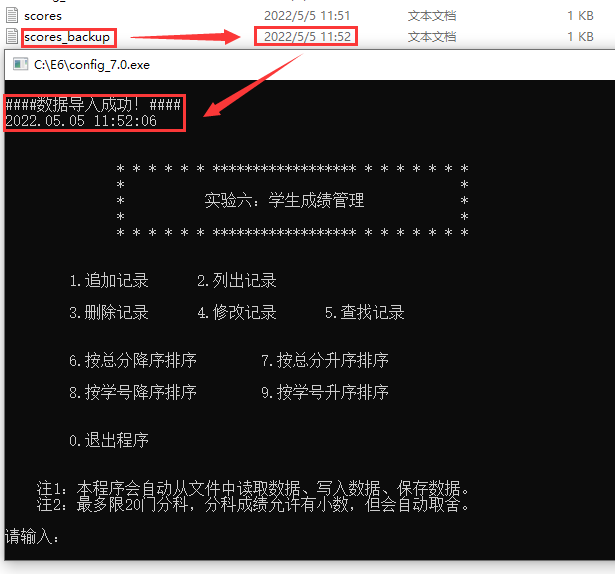 scores 2022/5/5 11:51 文本文档 1 KB
scores_backup 2022/5/5 11:52 文本文档 1 KB
C:\E6\config_7.0.exe
####数据导入成功! ####
2022.05.05 11:52:06
* * * * * * ****************** * * * * * * *
* *
* 实验六: 学生成绩管理 *
* *
* * * * * * ****************** * * * * * * *
1.追加记录 2.列出记录
3.删除记录 4.修改记录 5.查找记录
6.按总分降序排序 7.按总分升序排序
8.按学号降序排序 9.按学号升序排序
0.退出程序
注1: 本程序会自动从文件中读取数据、写入数据、保存数据。
注2: 最多限20门分科, 分科成绩允许有小数, 但会自动取舍。
请输入: